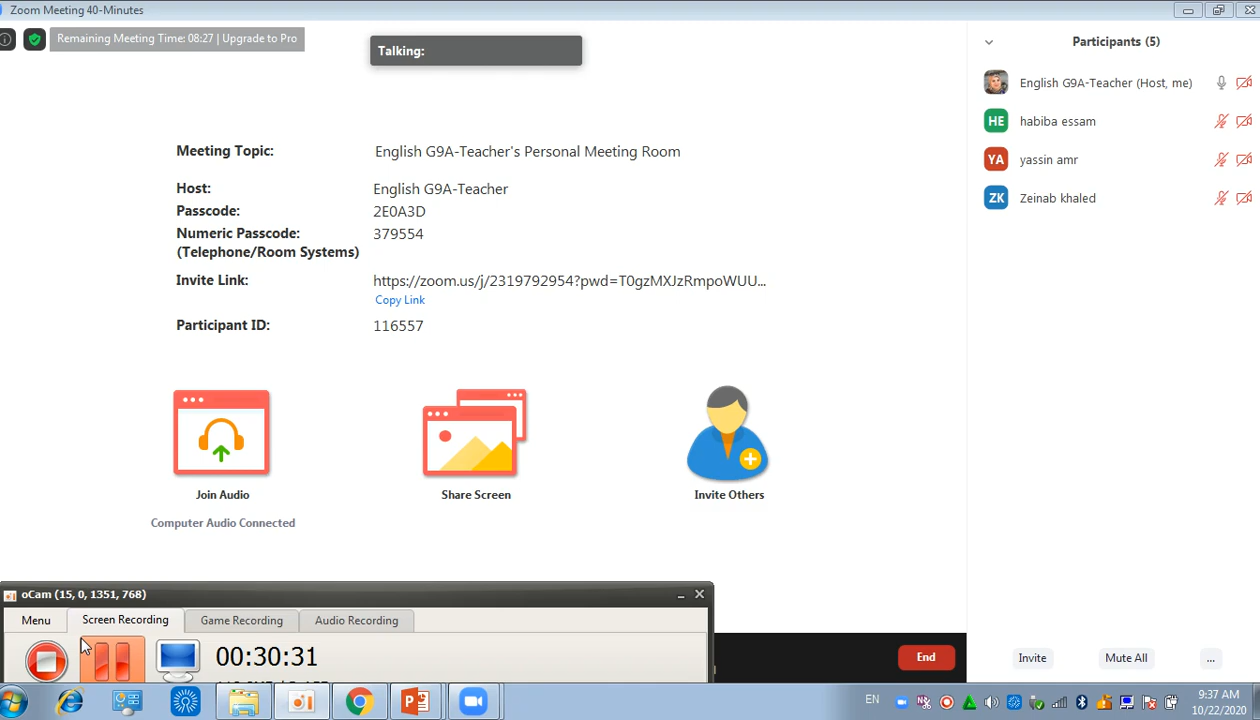 Zoom Meeting 40-Minutes
Remaining Meeting Time: 08:27 | Upgrade to Pro
Talking:
Meeting Topic: English G9A-Teacher's Personal Meeting Room
Host: English G9A-Teacher
Passcode: 2E0A3D
Numeric Passcode: 379554
(Telephone/Room Systems)
Invite Link: https://zoom.us/j/2319792954?pwd=T0gzMXJzRmpoWUU...
Copy Link
Participant ID: 116557
Join Audio
Share Screen
Invite Others
Computer Audio Connected
Participants (5)
English G9A-Teacher (Host, me)
HE habiba essam
YA yassin amr
ZK Zeinab khaled
oCam (15, 0, 1351, 768)
Menu
Screen Recording
Game Recording
Audio Recording
00:30:31
End
Invite
Mute All
...
EN
9:37 AM
10/22/2020